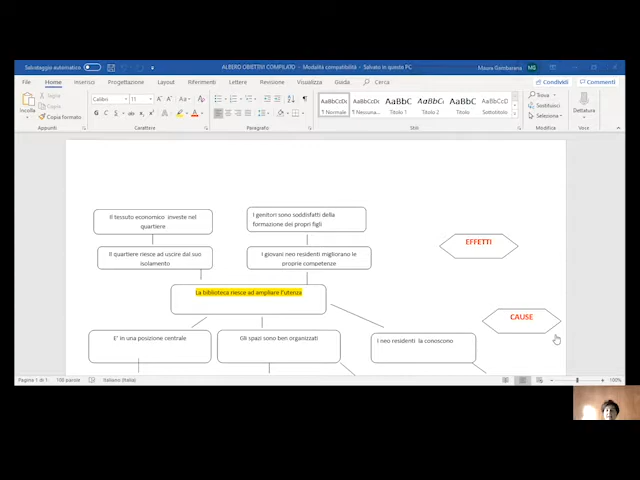 Salvataggio automatico
ALBERO OBIETTIVI COMPILATO - Modalità compatibilità - Salvato in questo PC
Maura Gambarana MG
File Home Inserisci Progettazione Layout Riferimenti Lettere Revisione Visualizza Guida Cerca
Condividi Commenti
Incolla
Taglia
Copia
Copia formato
Calibri 11
AaBbCcDc AaBbCcDc AaBbC AaBbCc AaBbC AaBbCcD
1 Normale 1 Nessuna... Titolo 1 Titolo 2 Titolo Sottotitolo
Trova
Sostituisci
Seleziona
Dettatura
Appunti Carattere Paragrafo Stili Modifica Voce
Il tessuto economico investe nel
quartiere
I genitori sono soddisfatti della
formazione dei propri figli
EFFETTI
Il quartiere riesce ad uscire dal suo
isolamento
I giovani neo residenti migliorano le
proprie competenze
La biblioteca riesce ad ampliare l'utenza
CAUSE
E' in una posizione centrale
Gli spazi sono ben organizzati
I neo residenti la conoscono
Pagina 1 di 1 108 parole Italiano (Italia)
100%